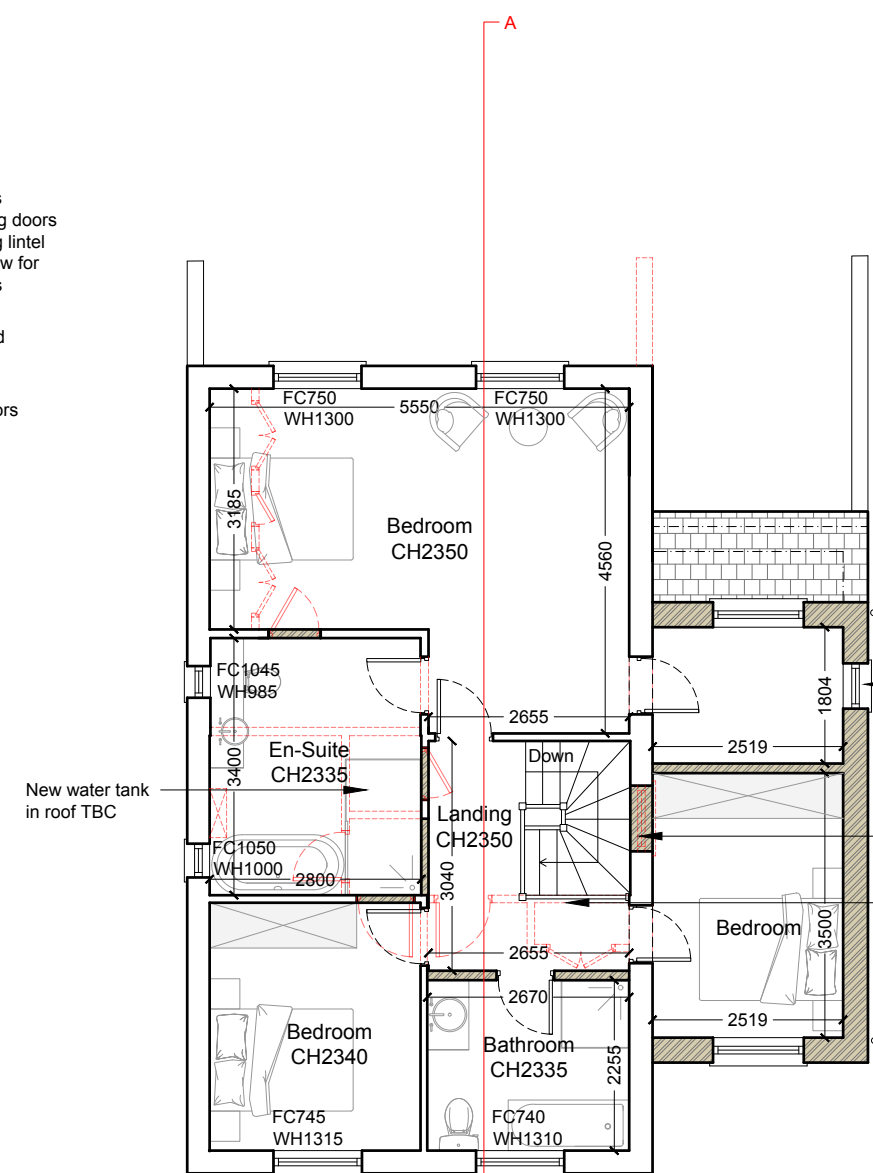 A
g doors
g lintel
w for
ors
FC750
WH1300
5550
FC750
WH1300
3185
Bedroom
CH2350
4560
FC1045
WH985
2655
1804
2519
En-Suite
CH2335
3400
Down
New water tank
in roof TBC
Landing
CH2350
FC1050
WH1000
2800
3040
Bedroom
3500
2655
2670
2519
Bedroom
CH2340
Bathroom
CH2335
2255
FC745
WH1315
FC740
WH1310